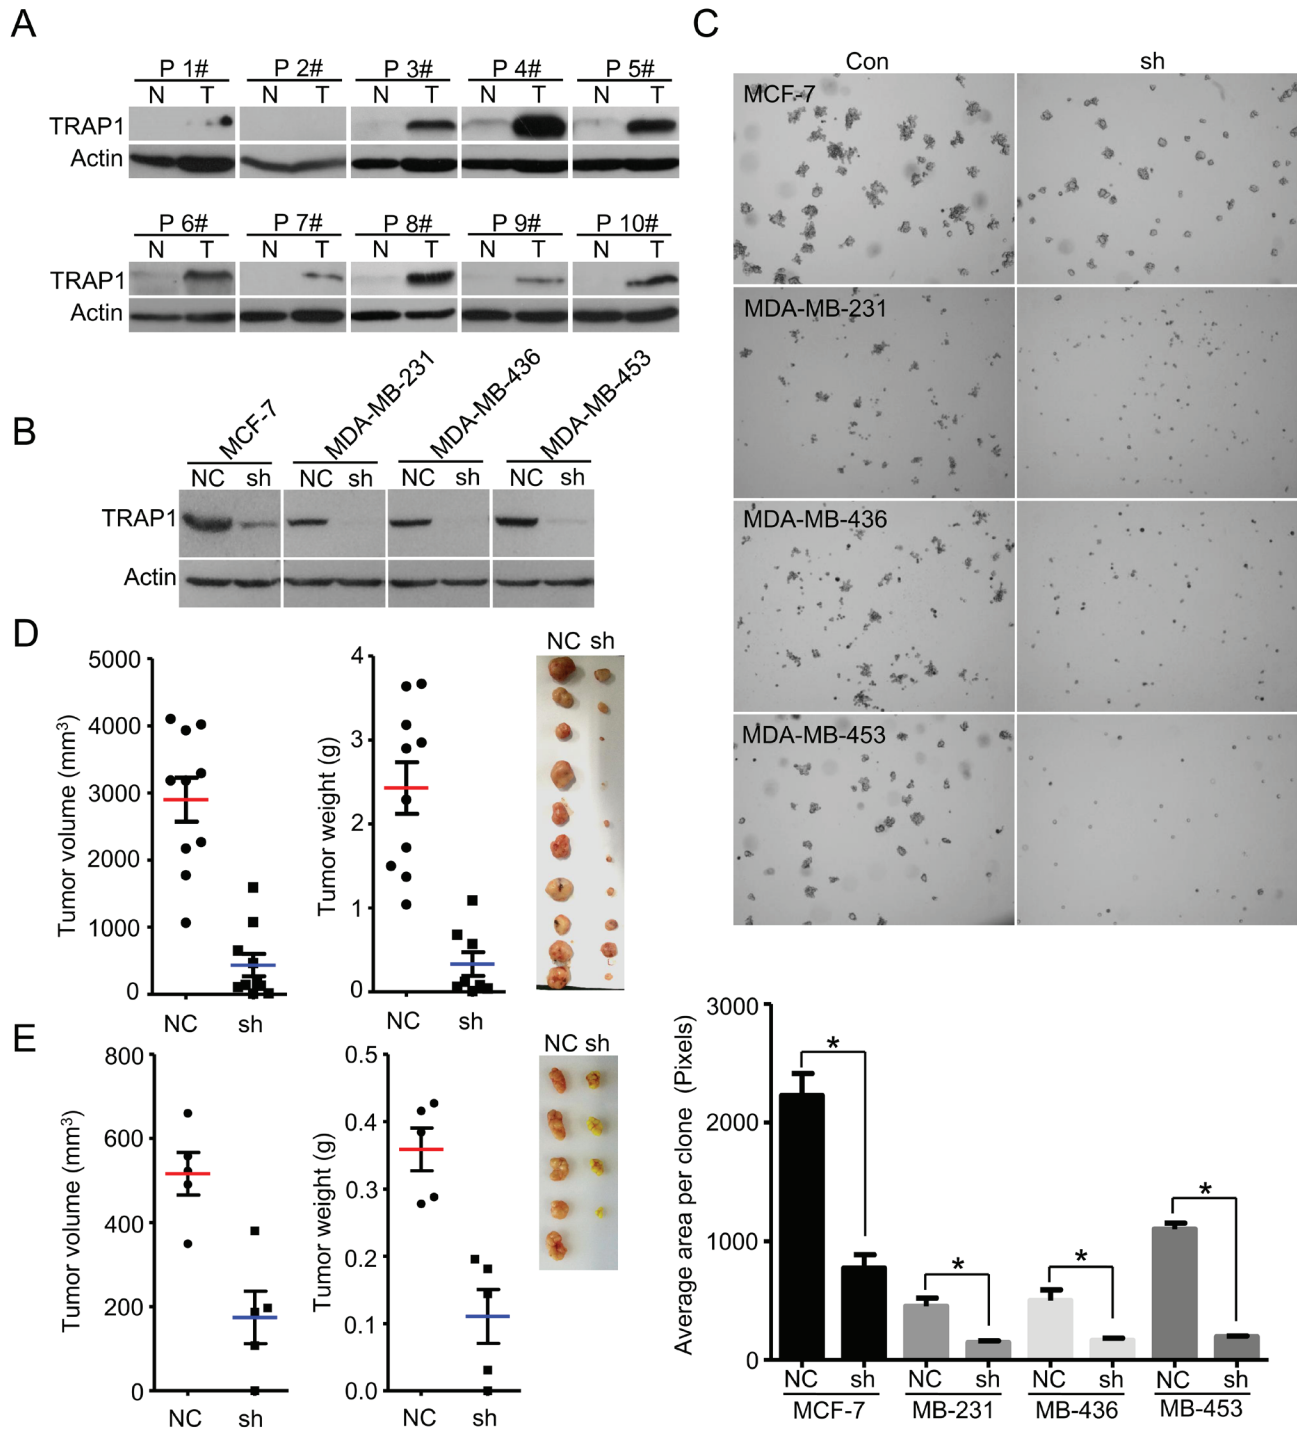 A
P 1# P 2# P 3# P 4# P 5#
N T N T N T N T N T
TRAP1
Actin
P 6# P 7# P 8# P 9# P 10#
N T N T N T N T N T
TRAP1
Actin
B
MCF-7 MDA-MB-231 MDA-MB-436 MDA-MB-453
NC sh NC sh NC sh NC sh
TRAP1
Actin
C
Con sh
MCF-7
MDA-MB-231
MDA-MB-436
MDA-MB-453
Average area per clone (Pixels)
3000
2000
1000
0
* * * *
NC sh NC sh NC sh NC sh
MCF-7 MB-231 MB-436 MB-453
D
Tumor volume (mm³)
5000
4000
3000
2000
1000
0
NC sh
Tumor weight (g)
4
3
2
1
0
NC sh
NC sh
E
Tumor volume (mm³)
800
600
400
200
0
NC sh
Tumor weight (g)
0.5
0.4
0.3
0.2
0.1
0.0
NC sh
NC sh